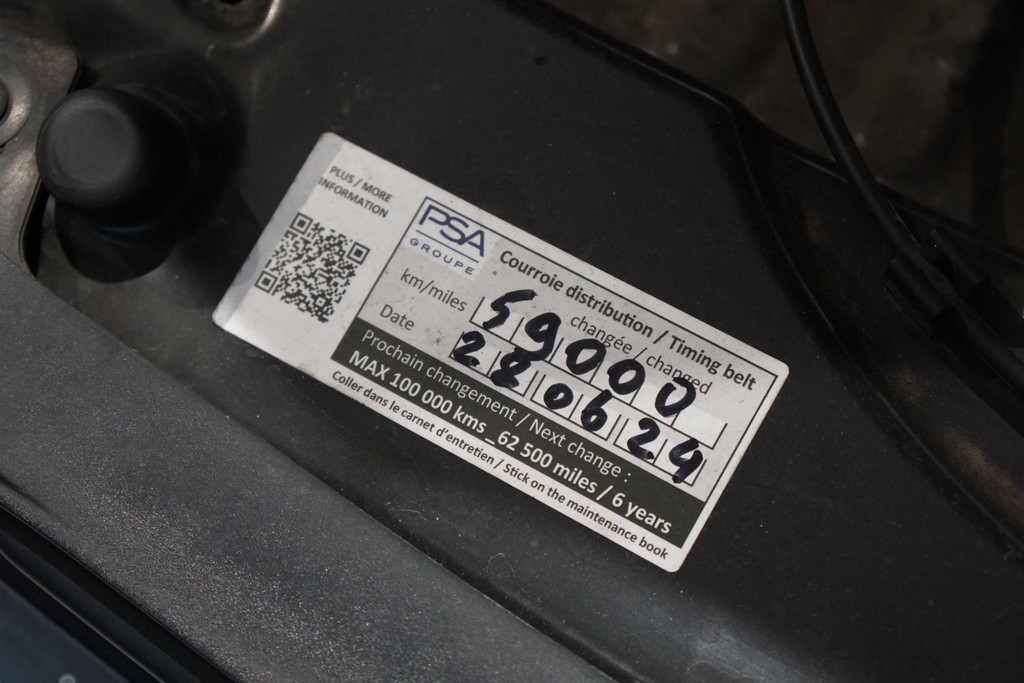 PLUS / MORE
INFORMATION
PSA
GROUPE
Courroie distribution / Timing belt
km/miles
changée / changed
59000
Date
28 06 24
Prochain changement / Next change :
MAX 100 000 kms_62 500 miles / 6 years
Coller dans le carnet d'entretien / Stick on the maintenance book